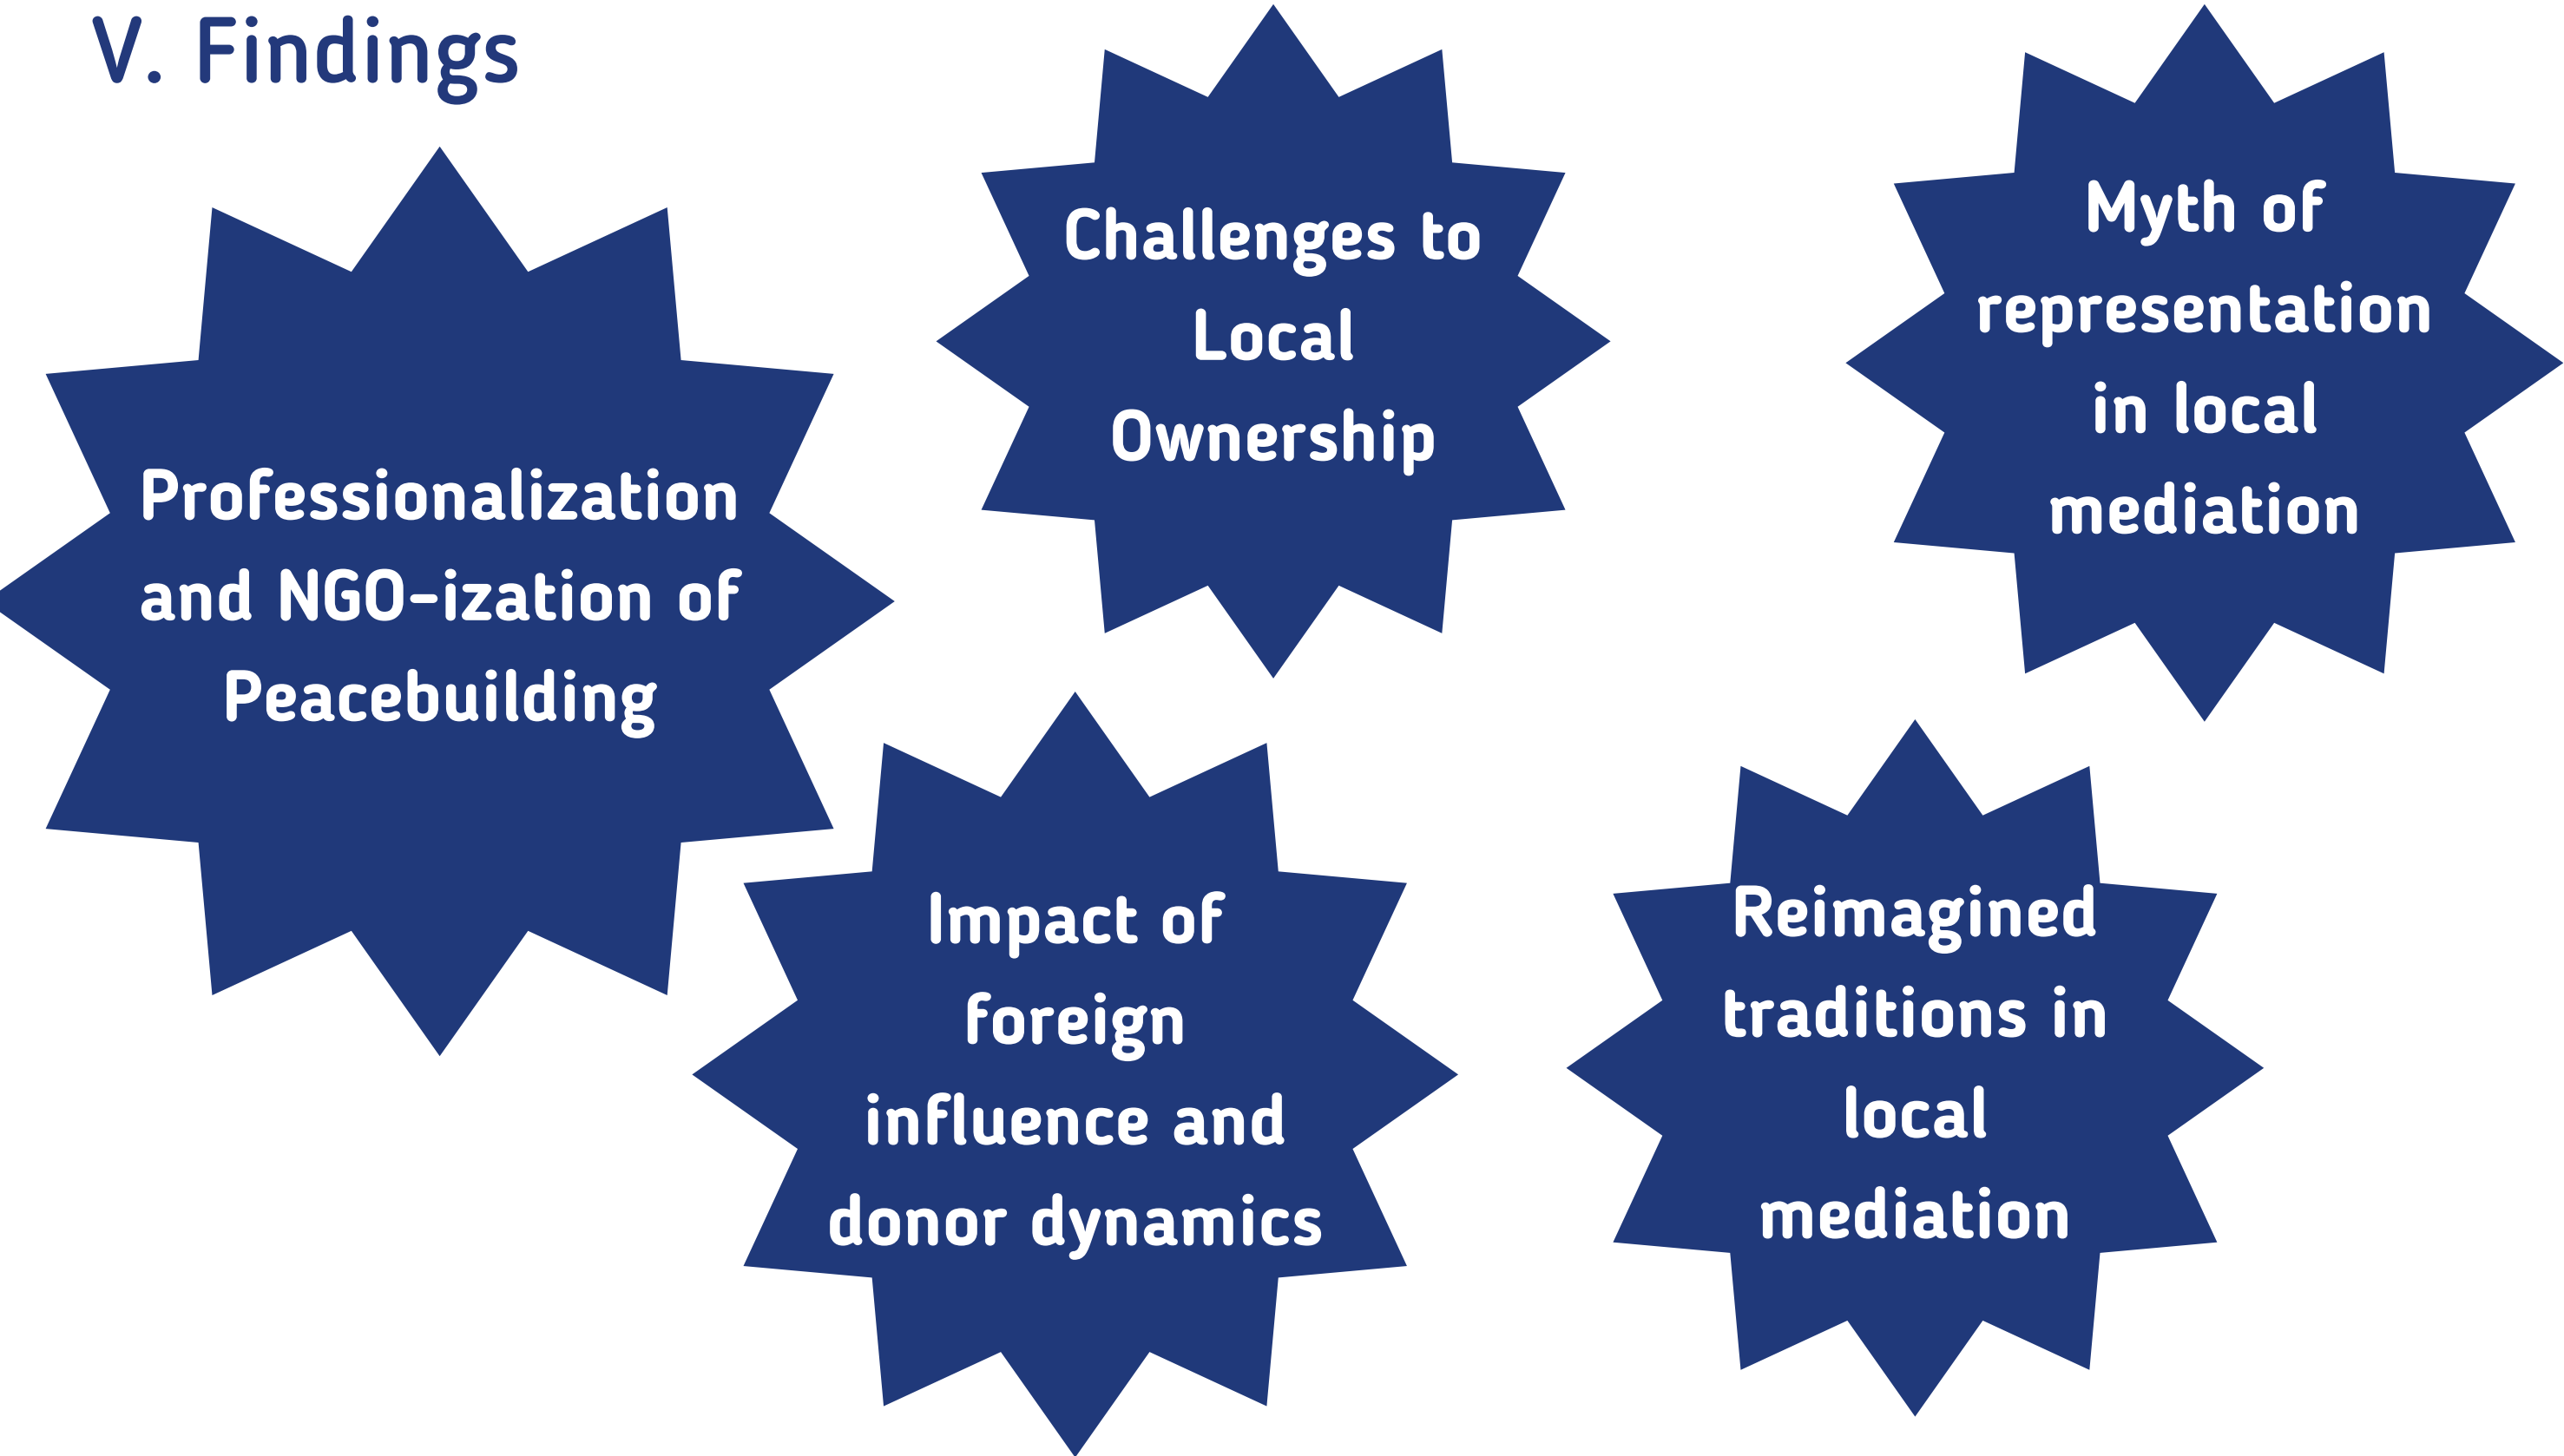 V. Findings
Professionalization
and NGO-ization of
Peacebuilding
Challenges to
Local
Ownership
Myth of
representation
in local
mediation
Impact of
foreign
influence and
donor dynamics
Reimagined
traditions in
local
mediation